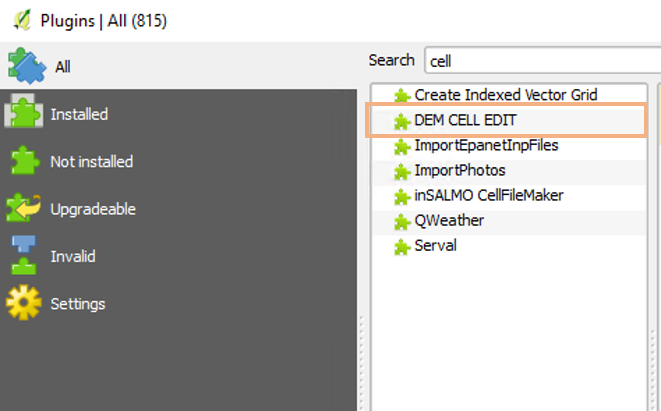 Plugins | All (815)
All
Installed
Not installed
Upgradeable
Invalid
Settings
Search cell
Create Indexed Vector Grid
DEM CELL EDIT
ImportEpanetInpFiles
ImportPhotos
inSALMO CellFileMaker
QWeather
Serval